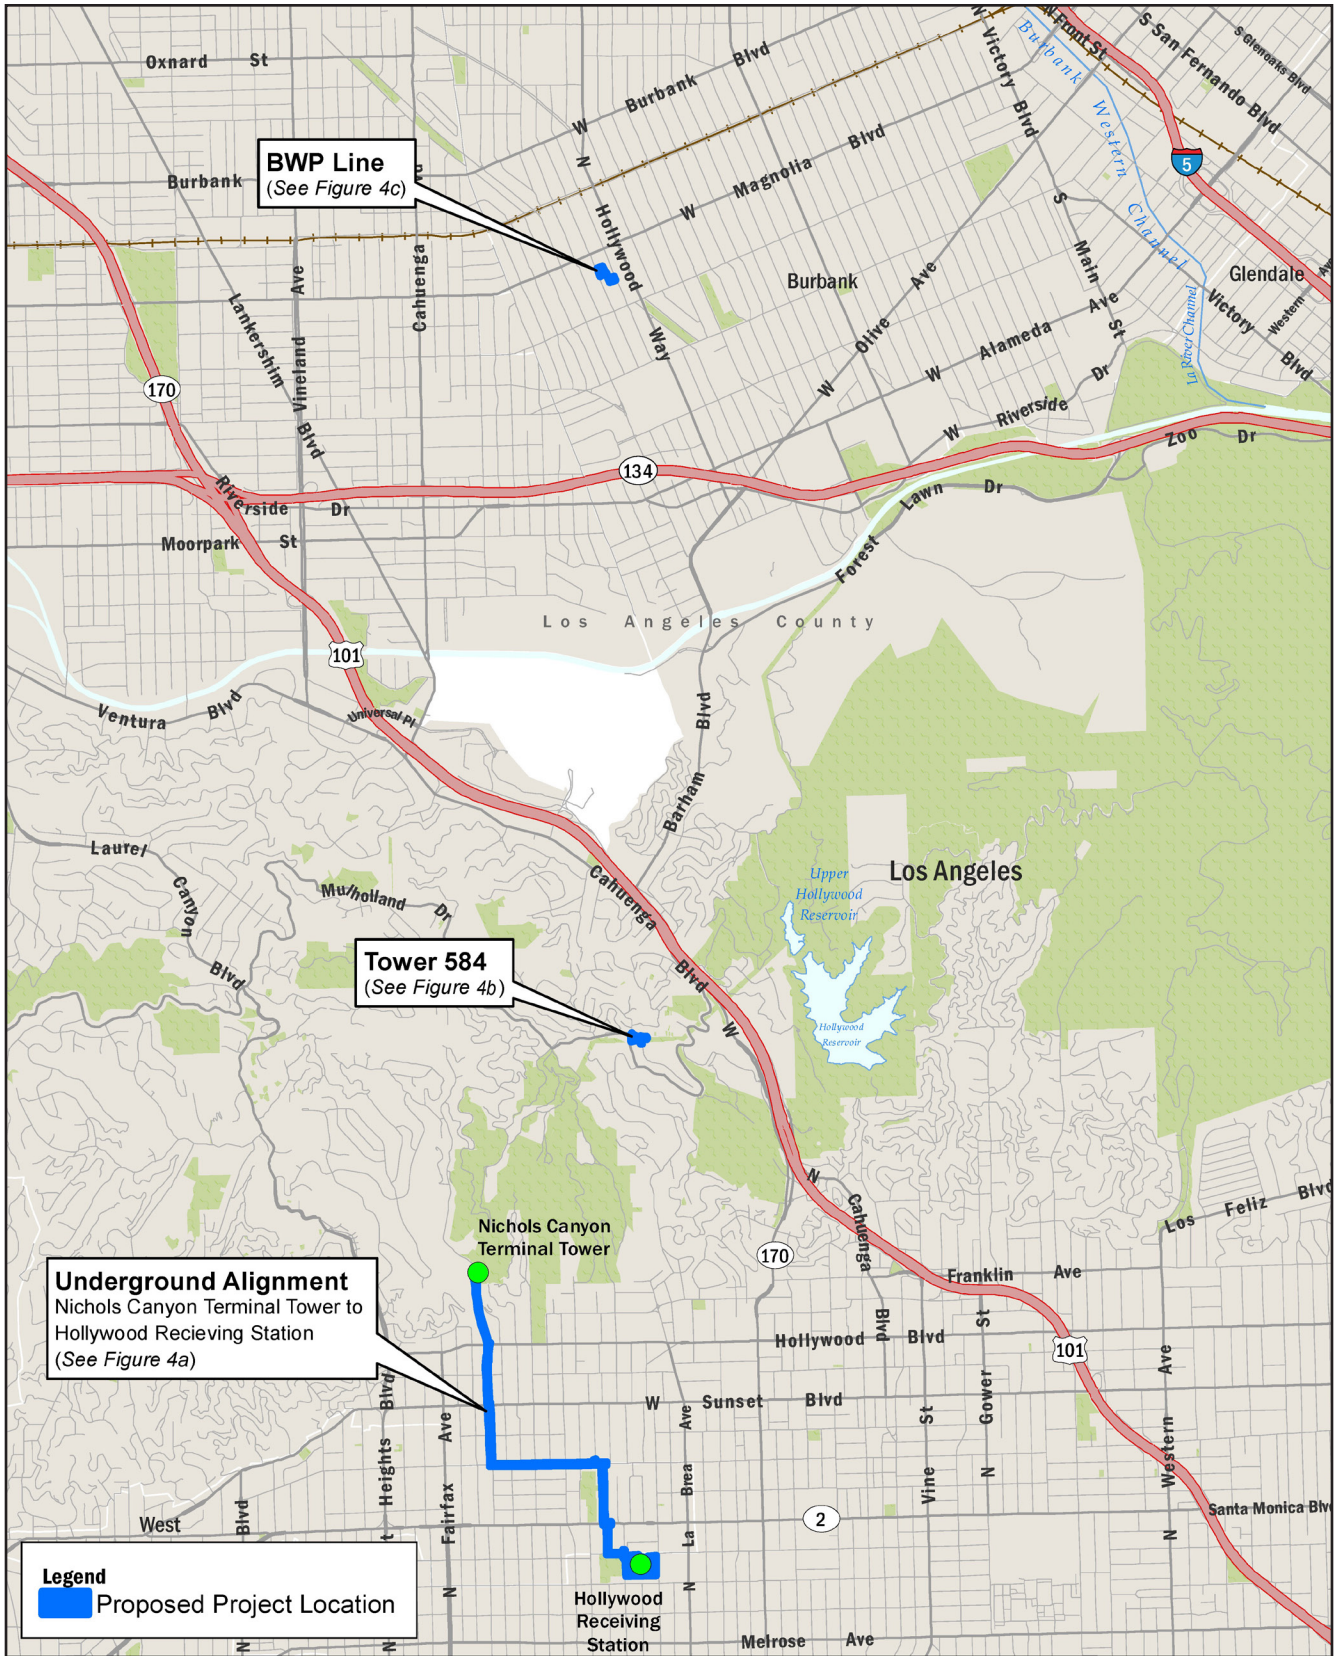 Oxnard St
W Burbank Blvd
N Victory Blvd
N Front St
S San Fernando Blvd
S Glenoaks Blvd
Burbank Western Channel
5
BWP Line
(See Figure 4c)
Burbank
W Magnolia Blvd
N Hollywood Way
Cahuenga
Lankershim Blvd
Vineland Ave
Burbank
W Olive Ave
W Alameda Ave
S Main St
Glendale
Western Ave
Victory Blvd
La River Channel
170
134
W Riverside Dr
Zoo Dr
Riverside Dr
Moorpark St
Forest Lawn Dr
Los Angeles County
101
Ventura Blvd
Universal Pl
Barham Blvd
Laurel Canyon Blvd
Mulholland Dr
Cahuenga Blvd W
Upper
Hollywood
Reservoir
Los Angeles
Tower 584
(See Figure 4b)
Hollywood
Reservoir
N Cahuenga Blvd
Los Feliz Blvd
Nichols Canyon
Terminal Tower
170
Underground Alignment
Nichols Canyon Terminal Tower to
Hollywood Recieving Station
(See Figure 4a)
Franklin Ave
Hollywood Blvd
101
W Sunset Blvd
t Heights Blvd
N Fairfax Ave
N La Brea Ave
Vine St
N Gower St
N Western Ave
Santa Monica Blvd
2
West
N Blvd
N
Legend
Proposed Project Location
Hollywood
Receiving
Station
Melrose Ave